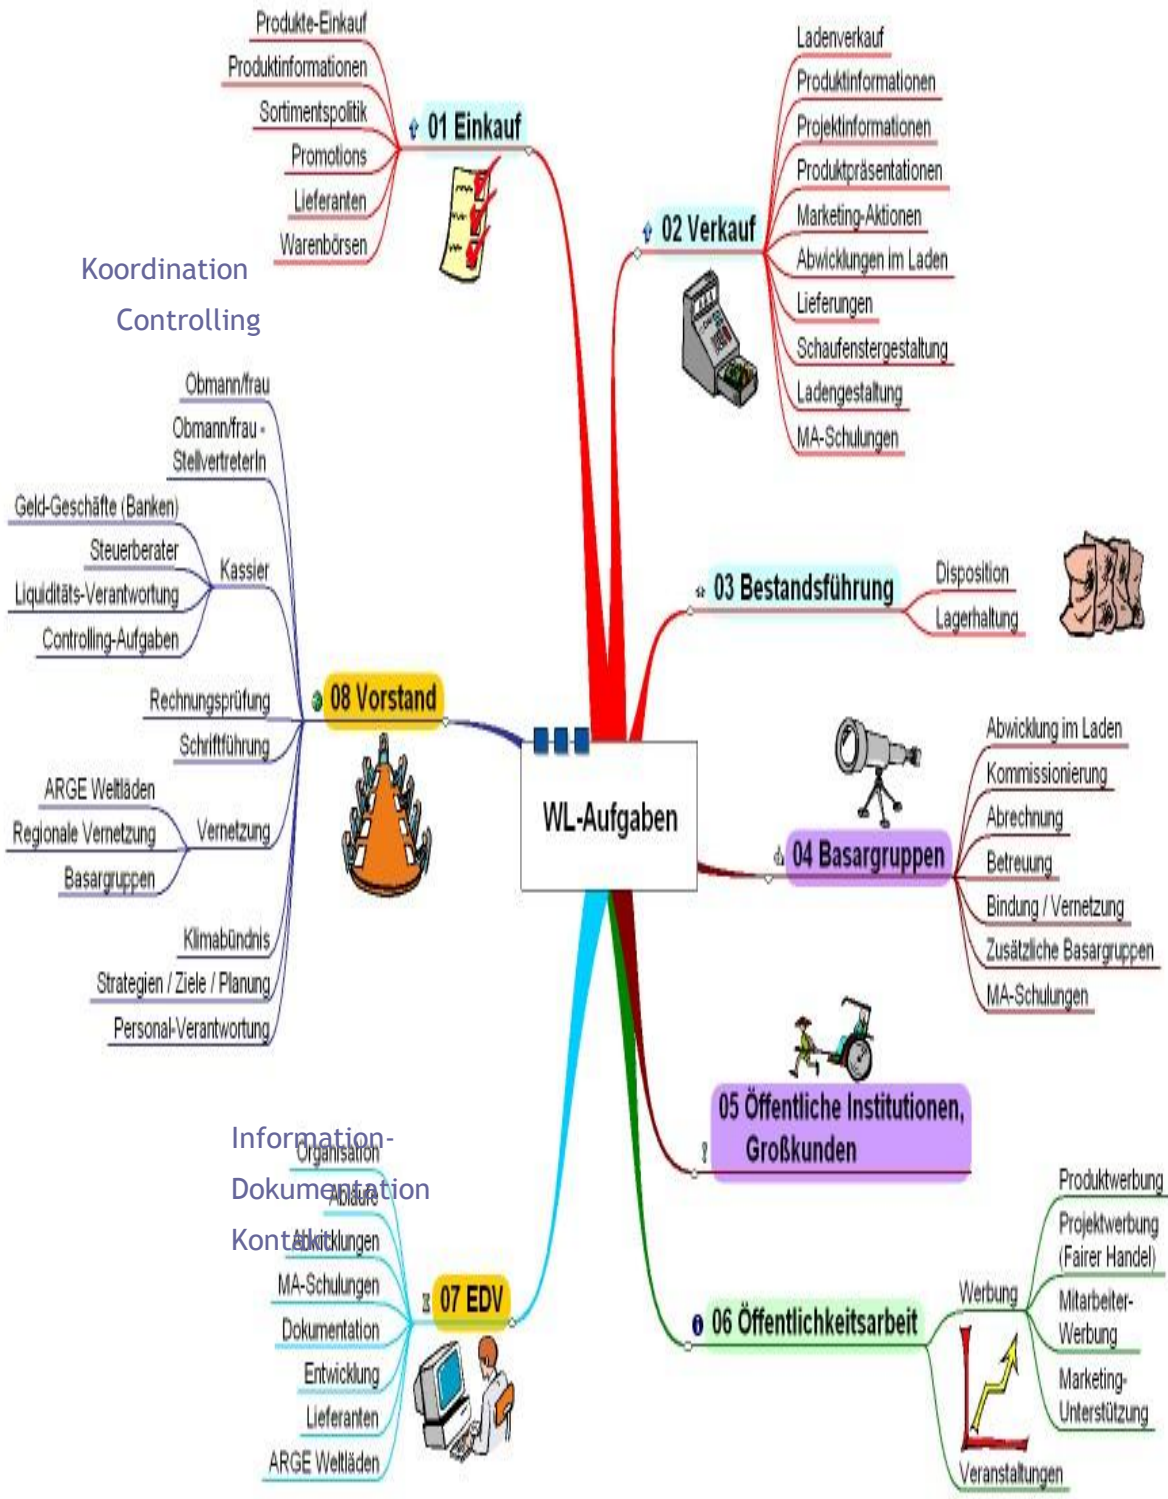 Produkte-Einkauf
Produktinformationen
Sortimentspolitik
Promotions
Lieferanten
Warenbörsen
01 Einkauf
Ladenverkauf
Produktinformationen
Projektinformationen
Produktpräsentationen
Marketing-Aktionen
Abwicklungen im Laden
Lieferungen
Schaufenstergestaltung
Ladengestaltung
MA-Schulungen
02 Verkauf
Koordination
Controlling
03 Bestandsführung
Disposition
Lagerhaltung
Obmann/frau
Obmann/frau -
StellvertreterIn
Geld-Geschäfte (Banken)
Steuerberater
Liquiditäts-Verantwortung
Controlling-Aufgaben
Kassier
Rechnungsprüfung
Schriftführung
ARGE Weltläden
Regionale Vernetzung
Basargruppen
Vernetzung
Klimabündnis
Strategien / Ziele / Planung
Personal-Verantwortung
08 Vorstand
WL-Aufgaben
04 Basargruppen
Abwicklung im Laden
Kommissionierung
Abrechnung
Betreuung
Bindung / Vernetzung
Zusätzliche Basargruppen
MA-Schulungen
05 Öffentliche Institutionen,
Großkunden
Information-
Dokumentation
Kontakt
Organisation
Abläufe
Abwicklungen
MA-Schulungen
Dokumentation
Entwicklung
Lieferanten
ARGE Weltläden
07 EDV
06 Öffentlichkeitsarbeit
Werbung
Produktwerbung
Projektwerbung
(Fairer Handel)
Mitarbeiter-
Werbung
Marketing-
Unterstützung
Veranstaltungen